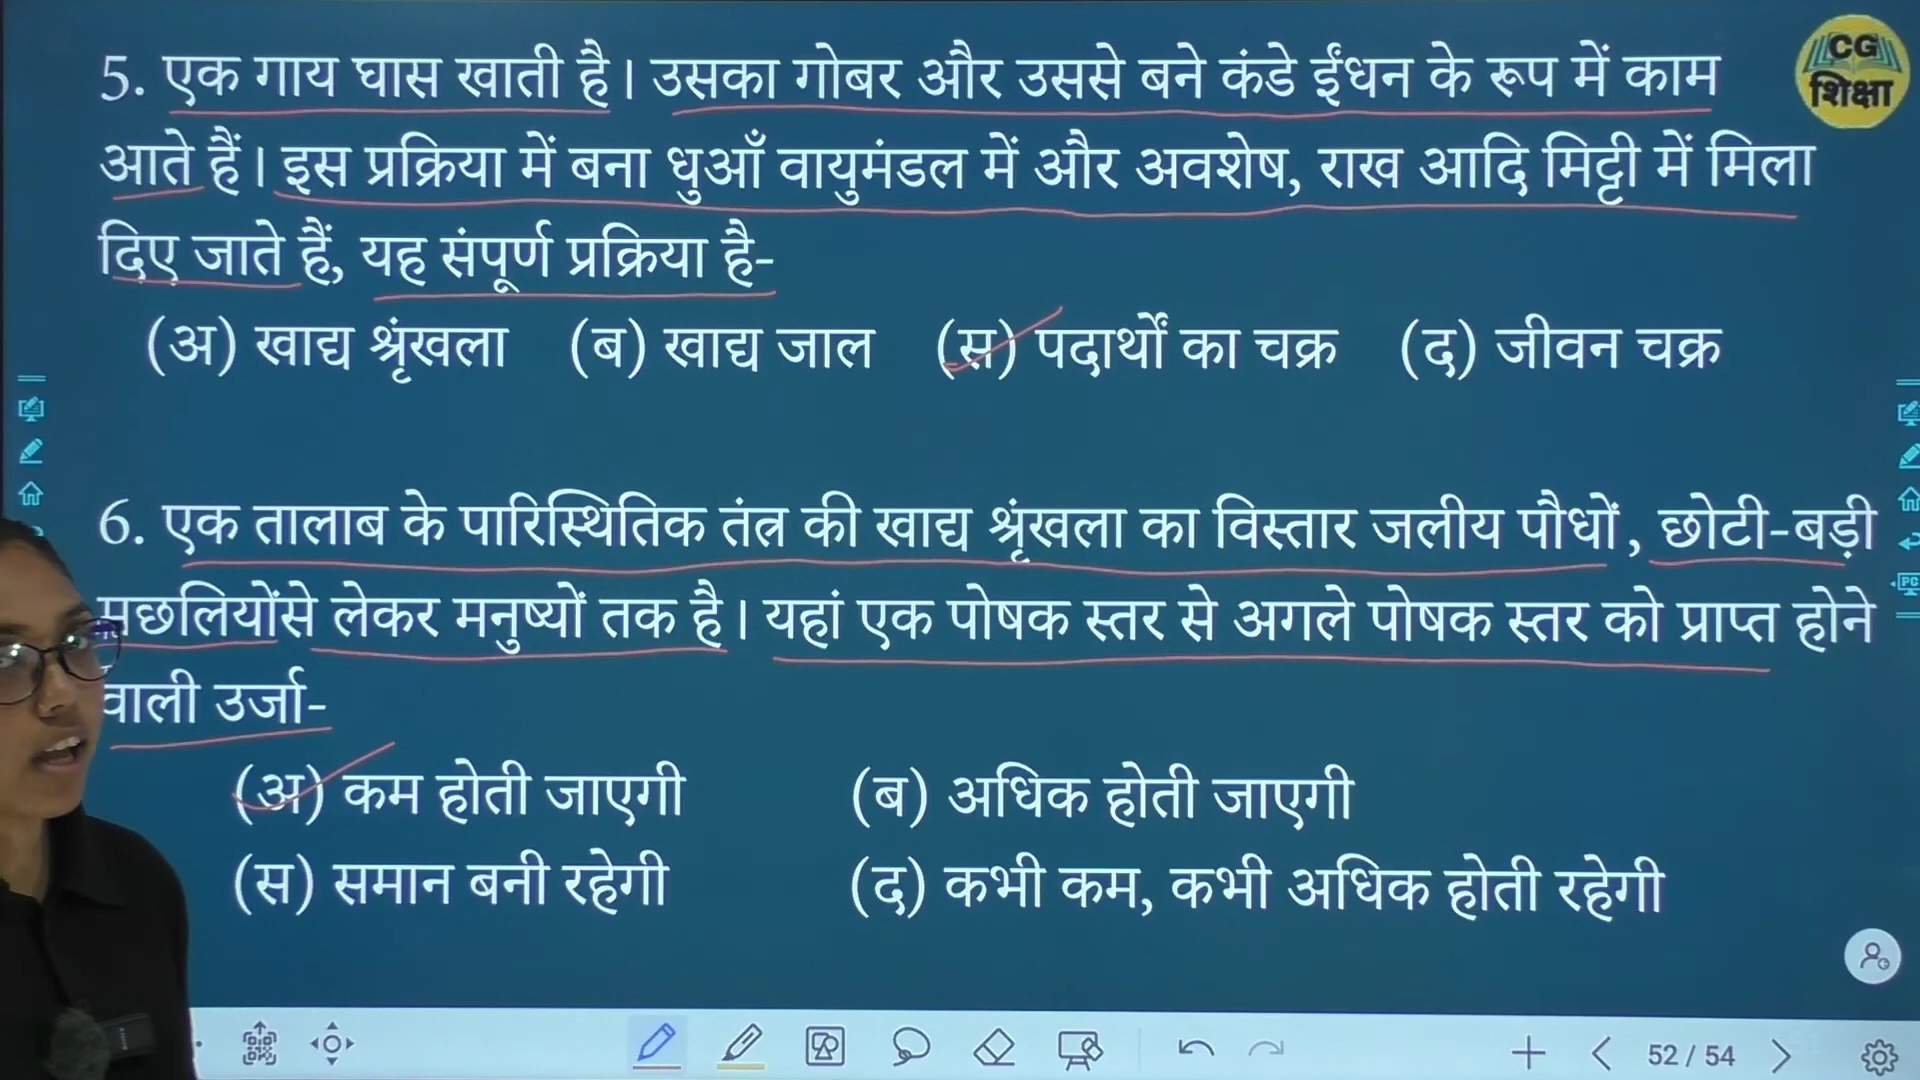 CG
शिक्षा
5. एक गाय घास खाती है। उसका गोबर और उससे बने कंडे ईंधन के रूप में काम
आते हैं। इस प्रक्रिया में बना धुआँ वायुमंडल में और अवशेष, राख आदि मिट्टी में मिला
दिए जाते हैं, यह संपूर्ण प्रक्रिया है-
(अ) खाद्य श्रृंखला (ब) खाद्य जाल (स) पदार्थों का चक्र (द) जीवन चक्र
6. एक तालाब के पारिस्थितिक तंत्र की खाद्य श्रृंखला का विस्तार जलीय पौधों, छोटी-बड़ी
मछलियोंसे लेकर मनुष्यों तक है। यहां एक पोषक स्तर से अगले पोषक स्तर को प्राप्त होने
वाली उर्जा-
(अ) कम होती जाएगी (ब) अधिक होती जाएगी
(स) समान बनी रहेगी (द) कभी कम, कभी अधिक होती रहेगी
PC
52 / 54